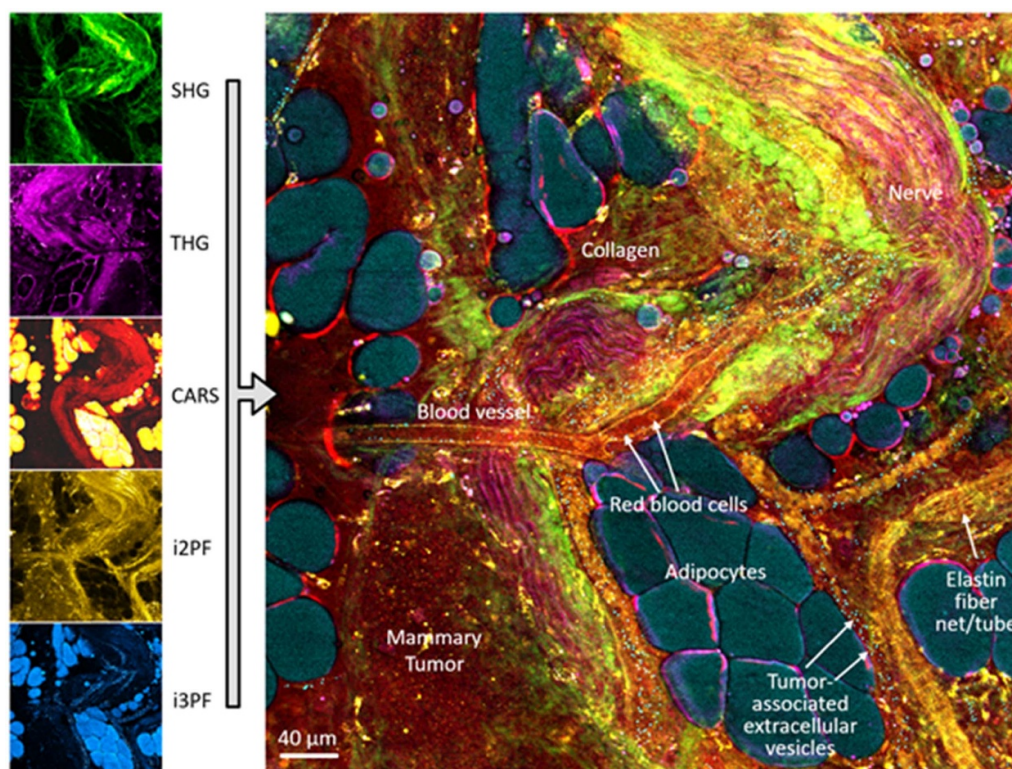 SHG
THG
CARS
i2PF
i3PF
Nerve
Collagen
Blood vessel
Red blood cells
Adipocytes
Elastin
fiber
net/tube
Mammary
Tumor
Tumor-
associated
extracellular
vesicles
40 µm